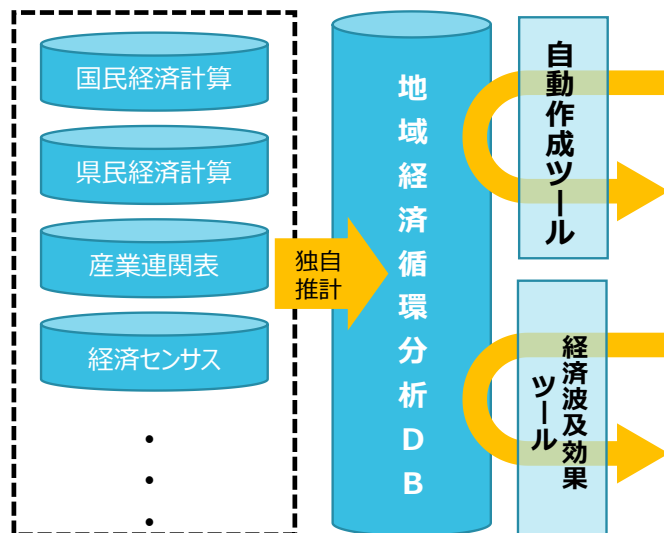 国民経済計算
県民経済計算
産業連関表
経済センサス
・
・
・
独自
推計
地域経済循環分析DB
自動作成ツール
経済波及効果
ツール